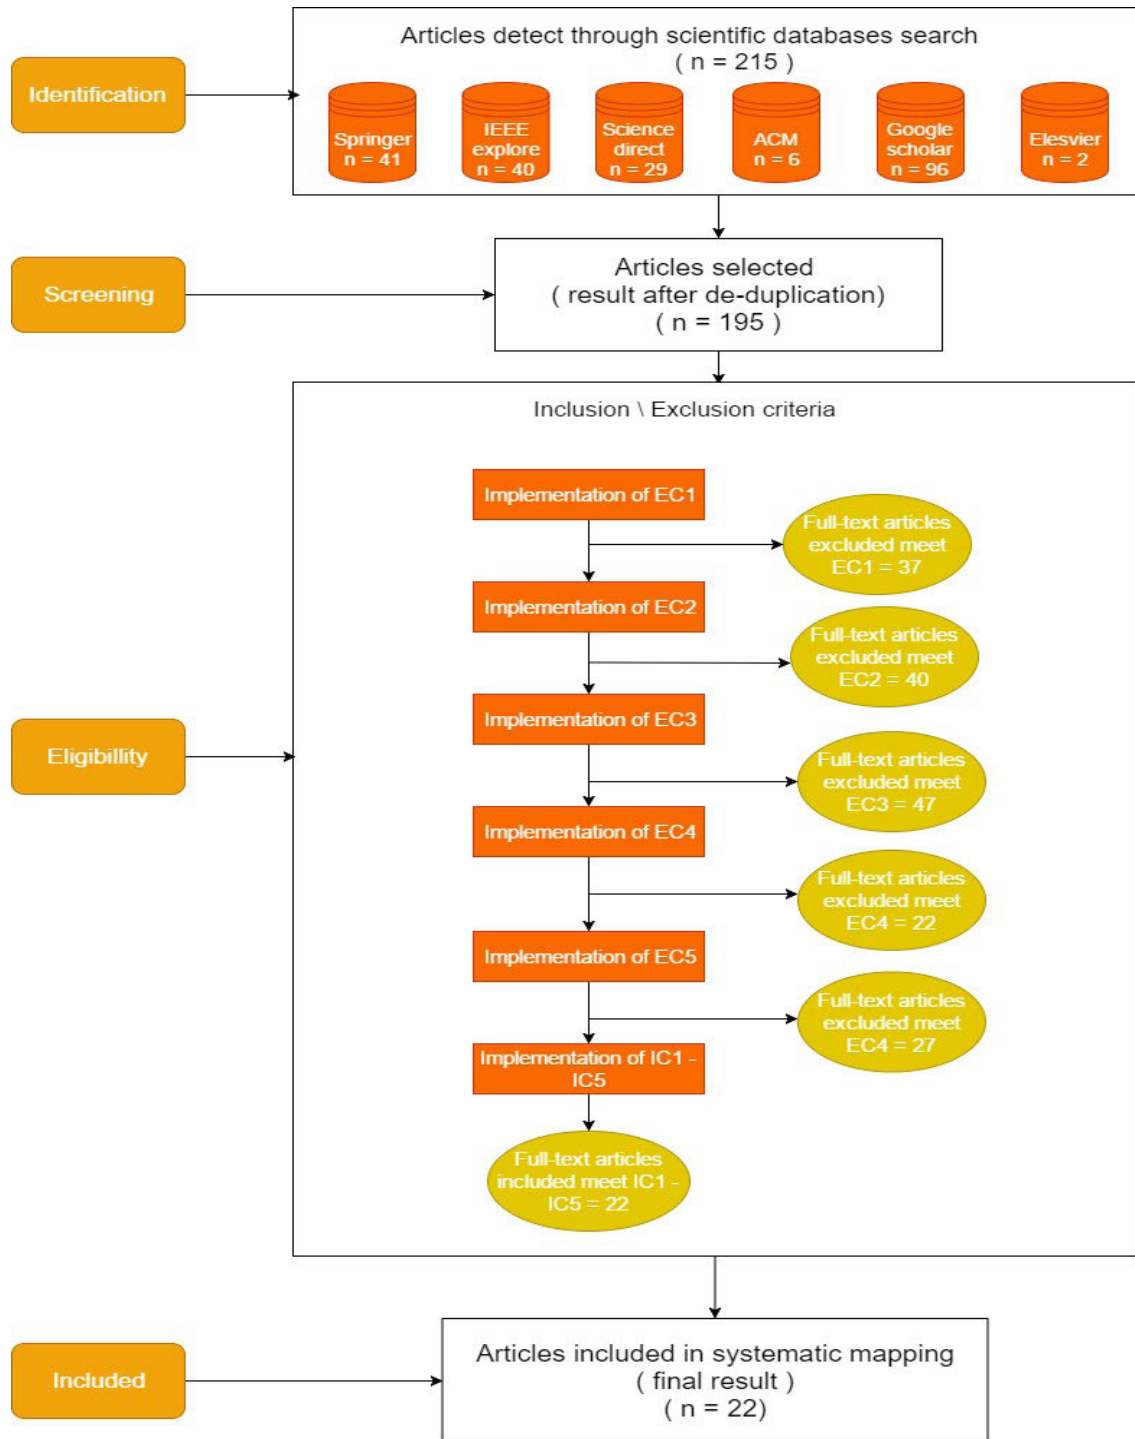 Articles detect through scientific databases search
( n = 215 )
Identification
Springer
n = 41
IEEE
explore
n = 40
Science
direct
n = 29
ACM
n = 6
Google
scholar
n = 96
Elesvier
n = 2
Screening
Articles selected
( result after de-duplication)
( n = 195 )
Inclusion \ Exclusion criteria
Implementation of EC1
Full-text articles
excluded meet
EC1 = 37
Implementation of EC2
Full-text articles
excluded meet
EC2 = 40
Implementation of EC3
Eligibillity
Full-text articles
excluded meet
EC3 = 47
Implementation of EC4
Full-text articles
excluded meet
EC4 = 22
Implementation of EC5
Full-text articles
excluded meet
EC4 = 27
Implementation of IC1 -
IC5
Full-text articles
included meet IC1 -
IC5 = 22
Included
Articles included in systematic mapping
( final result )
( n = 22)